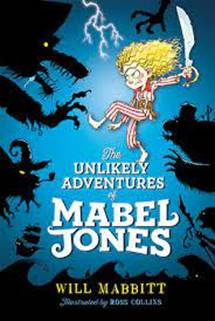 The
UNLIKELY
ADVENTURES
of
MABEL
JONES
WILL MABBITT
Illustrated by ROSS COLLINS